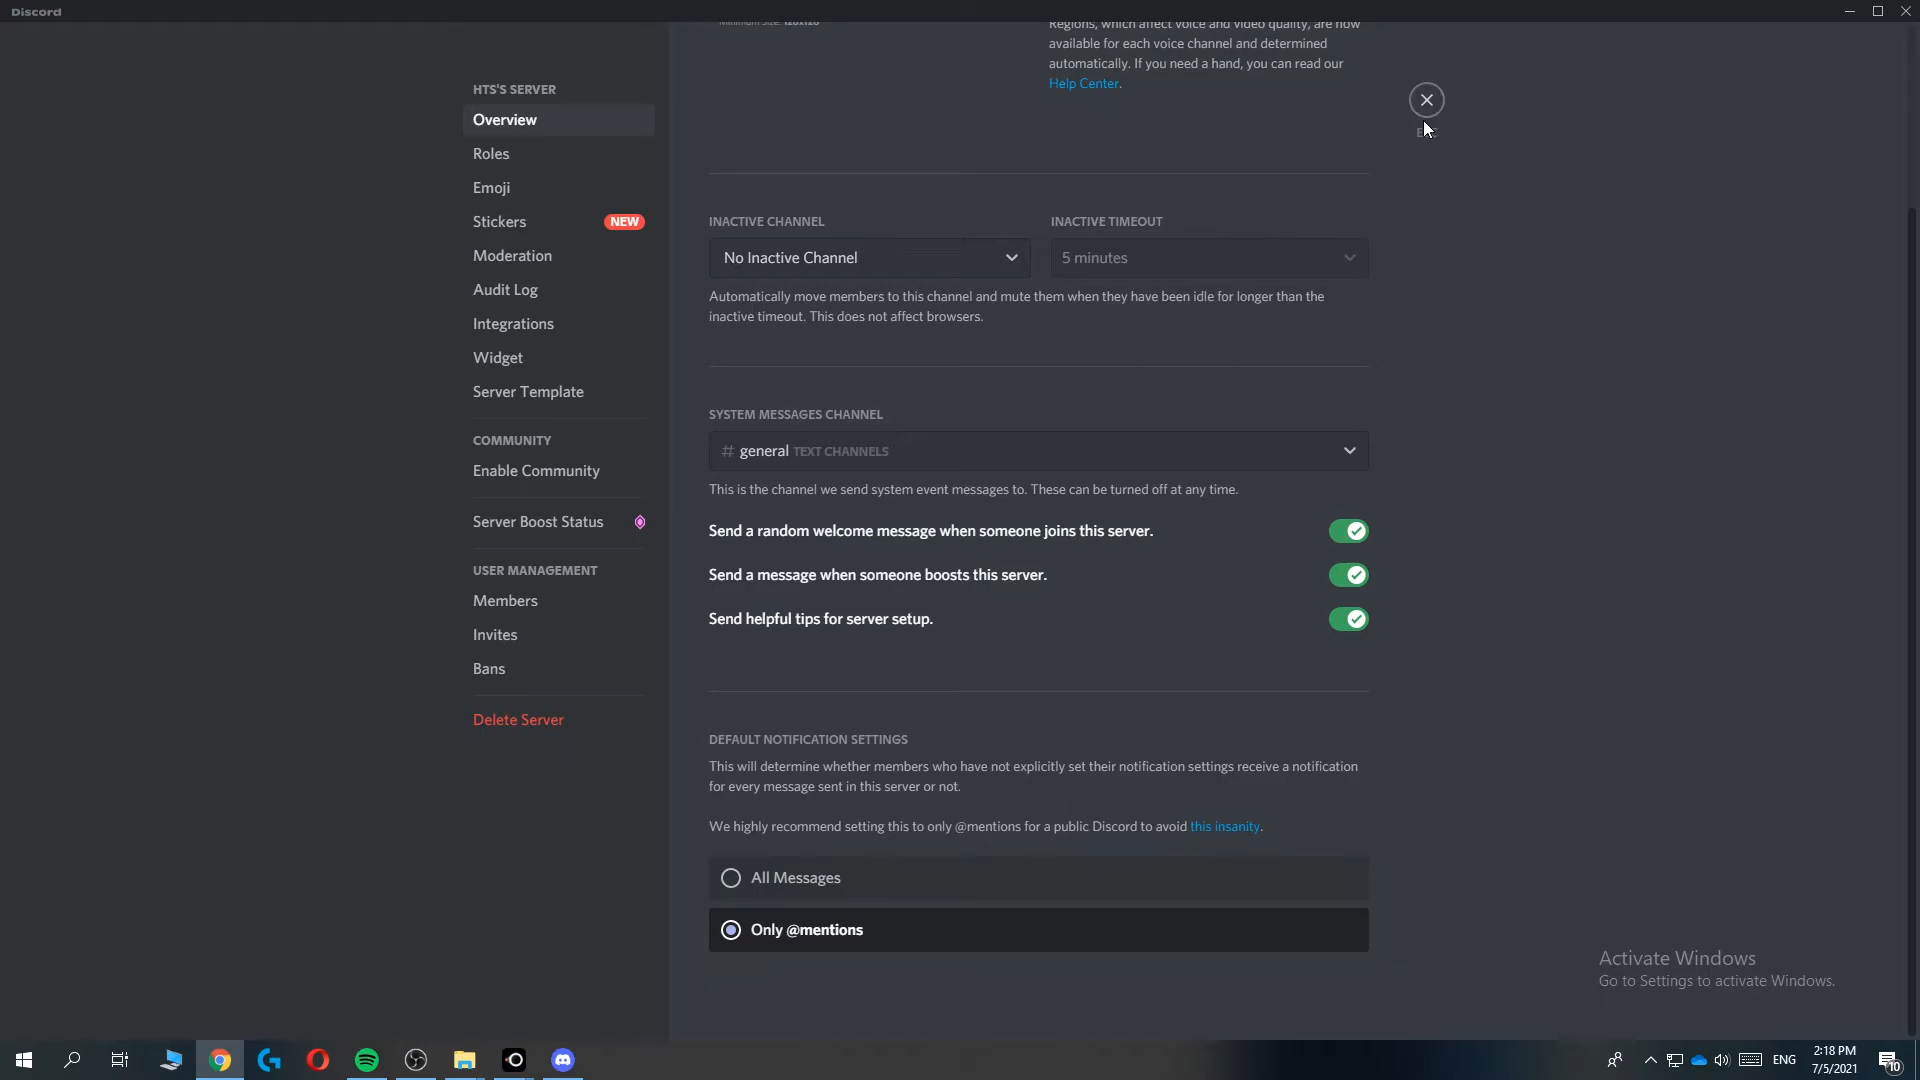 Discord
Minimum Size: 128x128
Regions, which affect voice and video quality, are now
available for each voice channel and determined
automatically. If you need a hand, you can read our
Help Center.
HTS'S SERVER
Overview
Roles
Emoji
Stickers NEW
Moderation
Audit Log
Integrations
Widget
Server Template
COMMUNITY
Enable Community
Server Boost Status
USER MANAGEMENT
Members
Invites
Bans
Delete Server
INACTIVE CHANNEL
No Inactive Channel
INACTIVE TIMEOUT
5 minutes
Automatically move members to this channel and mute them when they have been idle for longer than the
inactive timeout. This does not affect browsers.
SYSTEM MESSAGES CHANNEL
# general TEXT CHANNELS
This is the channel we send system event messages to. These can be turned off at any time.
Send a random welcome message when someone joins this server.
Send a message when someone boosts this server.
Send helpful tips for server setup.
DEFAULT NOTIFICATION SETTINGS
This will determine whether members who have not explicitly set their notification settings receive a notification
for every message sent in this server or not.
We highly recommend setting this to only @mentions for a public Discord to avoid this insanity.
All Messages
Only @mentions
Activate Windows
Go to Settings to activate Windows.
ENG
2:18 PM
7/5/2021
10